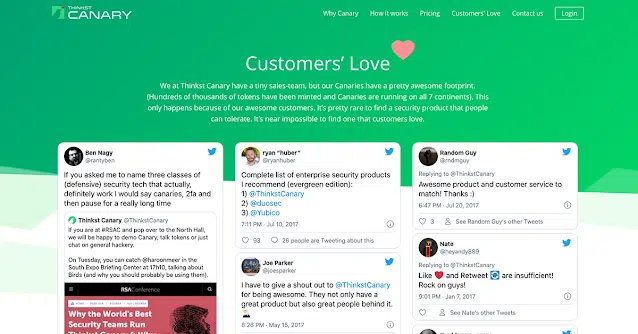 THINKST
CANARY
Why Canary
How it works
Pricing
Customers' Love
Contact us
Login
Customers' Love
We at Thinkst Canary have a tiny sales-team, but our Canaries have a pretty awesome footprint.
(Hundreds of thousands of tokens have been minted and Canaries are running on all 7 continents). This
only happens because of our awesome customers. It's pretty rare to find a security product that people
can tolerate. It's near impossible to find one that customers love.
Ben Nagy
@rantyben
If you asked me to name three classes of
(defensive) security tech that actually,
definitely work I would say canaries, 2fa and
then pause for a really long time
Thinkst Canary @ThinkstCanary
If you are at #RSAC and pop over to the North Hall,
we will be happy to demo Canary, talk tokens or just
chat on general hackery.
On Tuesday, you can catch @haroonmeer in the
South Expo Briefing Center at 17h10, talking about
Birds (and why you should probably be using them).
RSAConference
Why the World's Best
Security Teams Run
ryan "huber"
@ryanhuber
Complete list of enterprise security products
I recommend (evergreen edition):
1) @ThinkstCanary
2) @duosec
3) @Yubico
7:11 PM · Jul 10, 2017
93
26 people are Tweeting about this
Joe Parker
@joesparker
I have to give a shout out to @ThinkstCanary
for being awesome. They not only have a
great product but also great people behind it.
8:26 PM · May 15, 2017
Random Guy
@rndmguy
Replying to @ThinkstCanary
Awesome product and customer service to
match! Thanks :)
6:47 PM · Jul 20, 2017
3
See Random Guy's other Tweets
Nate
@heyandy889
Replying to @ThinkstCanary
Like ❤️ and Retweet 🔁 are insufficient!
Rock on guys!
9:01 PM · Jan 7, 2017
See Nate's other Tweets